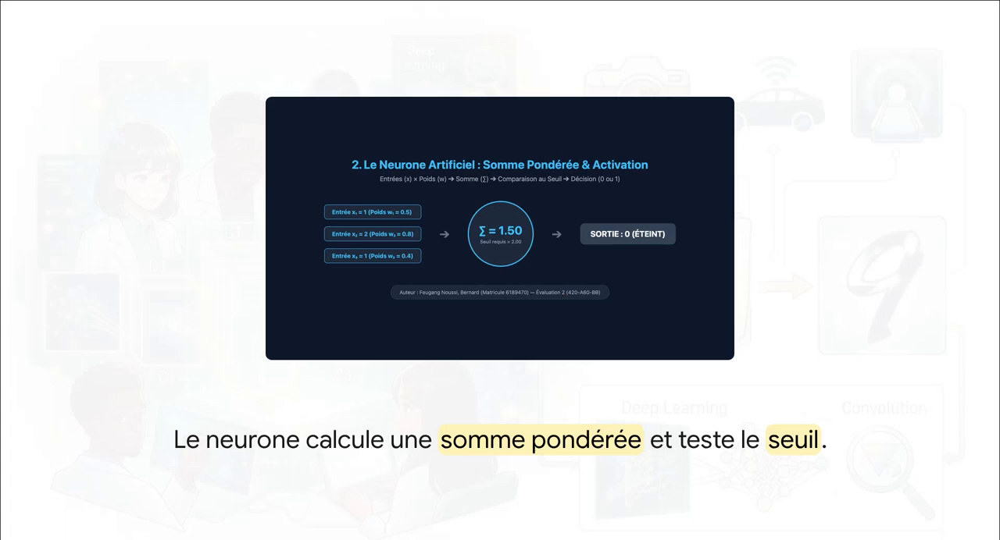 Deep
Learning
2. Le Neurone Artificiel : Somme Pondérée & Activation
Entrées (x) × Poids (w) ➔ Somme (∑) ➔ Comparaison au Seuil ➔ Décision (0 ou 1)
Entrée x₁ = 1 (Poids w₁ = 0.5)
Entrée x₂ = 2 (Poids w₂ = 0.8)
Entrée x₃ = 1 (Poids w₃ = 0.4)
➔
∑ = 1.50
Seuil requis = 2.00
➔
SORTIE : 0 (ÉTEINT)
Auteur : Feugang Noussi, Bernard (Matricule 6189470) — Évaluation 2 (420-A60-BB)
Deep Learning
Convolution
Le neurone calcule une somme pondérée et teste le seuil.